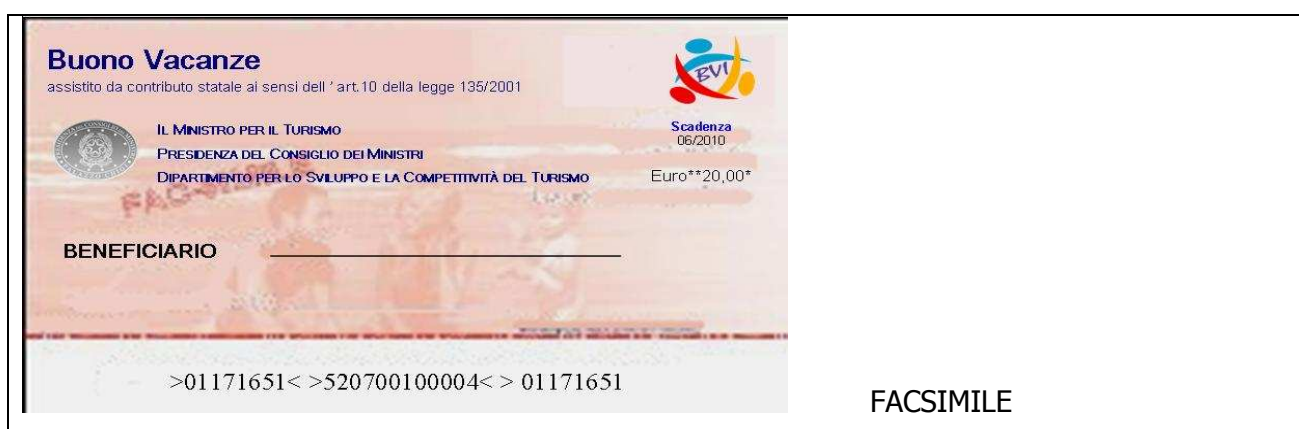 Buono Vacanze
assistito da contributo statale ai sensi dell ' art.10 della legge 135/2001
BVI
IL MINISTRO PER IL TURISMO
PRESIDENZA DEL CONSIGLIO DEI MINISTRI
DIPARTIMENTO PER LO SVILUPPO E LA COMPETITIVITÀ DEL TURISMO
Scadenza
06/2010
Euro**20,00*
FAC-SIMILE
BENEFICIARIO
>01171651< >520700100004< > 01171651
FACSIMILE